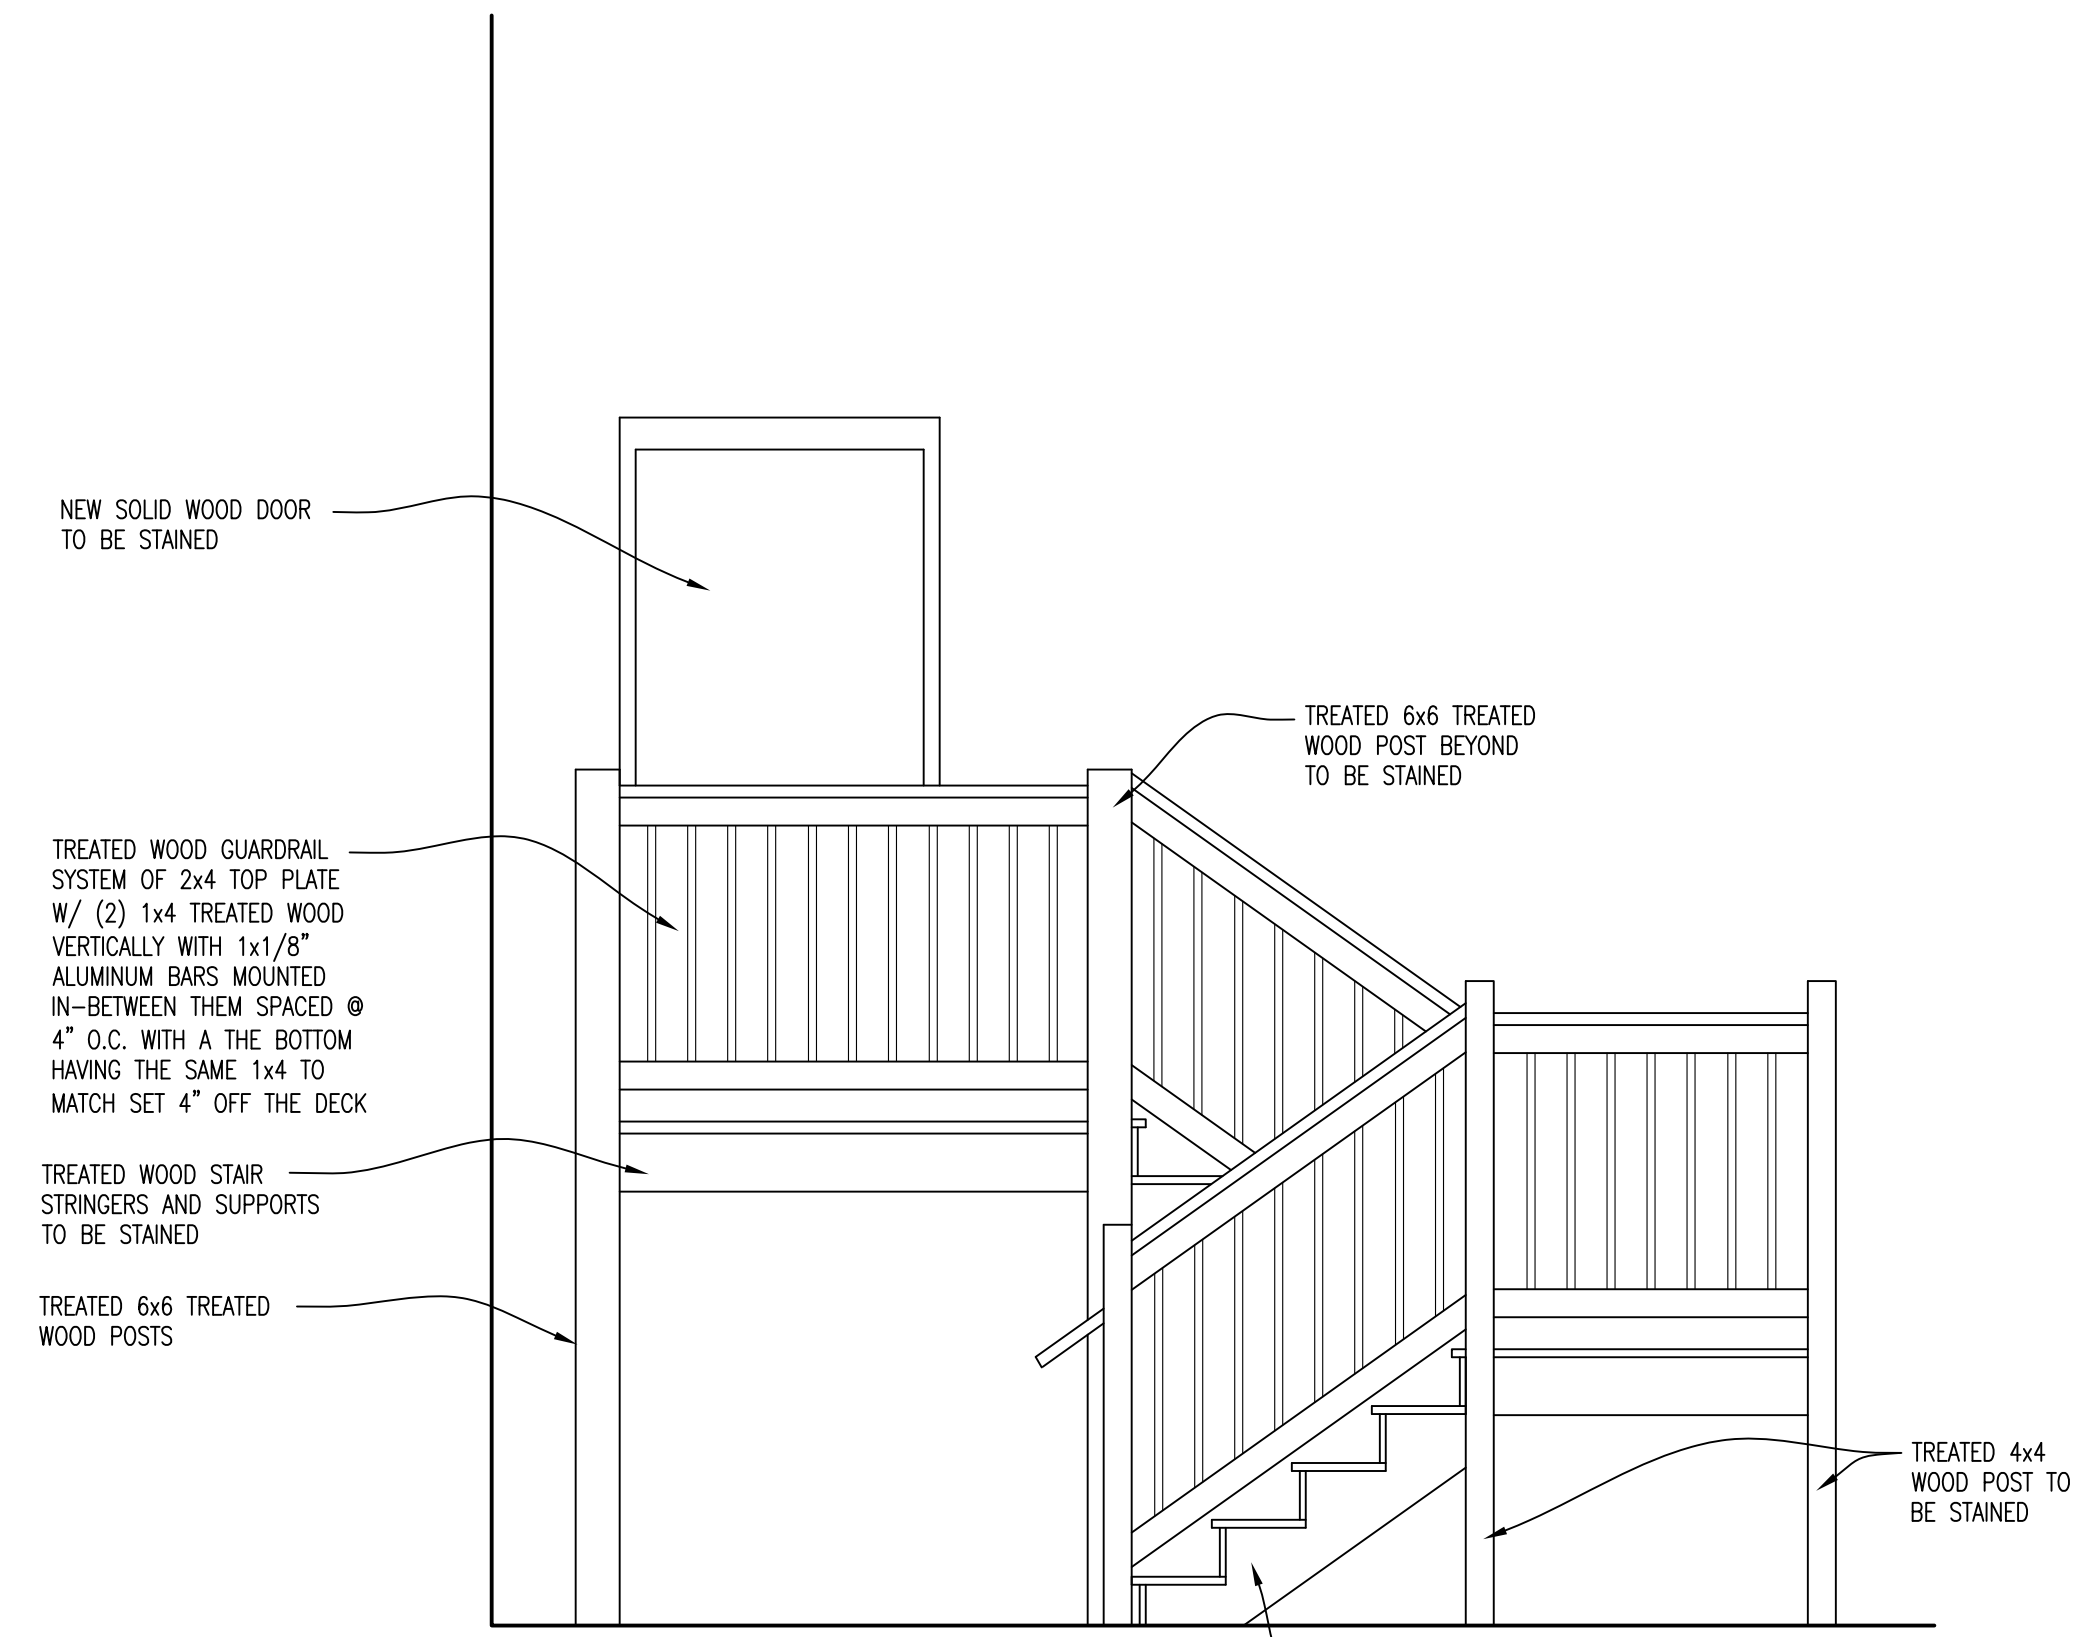 NEW SOLID WOOD DOOR
TO BE STAINED
TREATED 6x6 TREATED
WOOD POST BEYOND
TO BE STAINED
TREATED WOOD GUARDRAIL
SYSTEM OF 2x4 TOP PLATE
W/ (2) 1x4 TREATED WOOD
VERTICALLY WITH 1x1/8"
ALUMINUM BARS MOUNTED
IN-BETWEEN THEM SPACED @
4" O.C. WITH A THE BOTTOM
HAVING THE SAME 1x4 TO
MATCH SET 4" OFF THE DECK
TREATED WOOD STAIR
STRINGERS AND SUPPORTS
TO BE STAINED
TREATED 6x6 TREATED
WOOD POSTS
TREATED 4x4
WOOD POST TO
BE STAINED